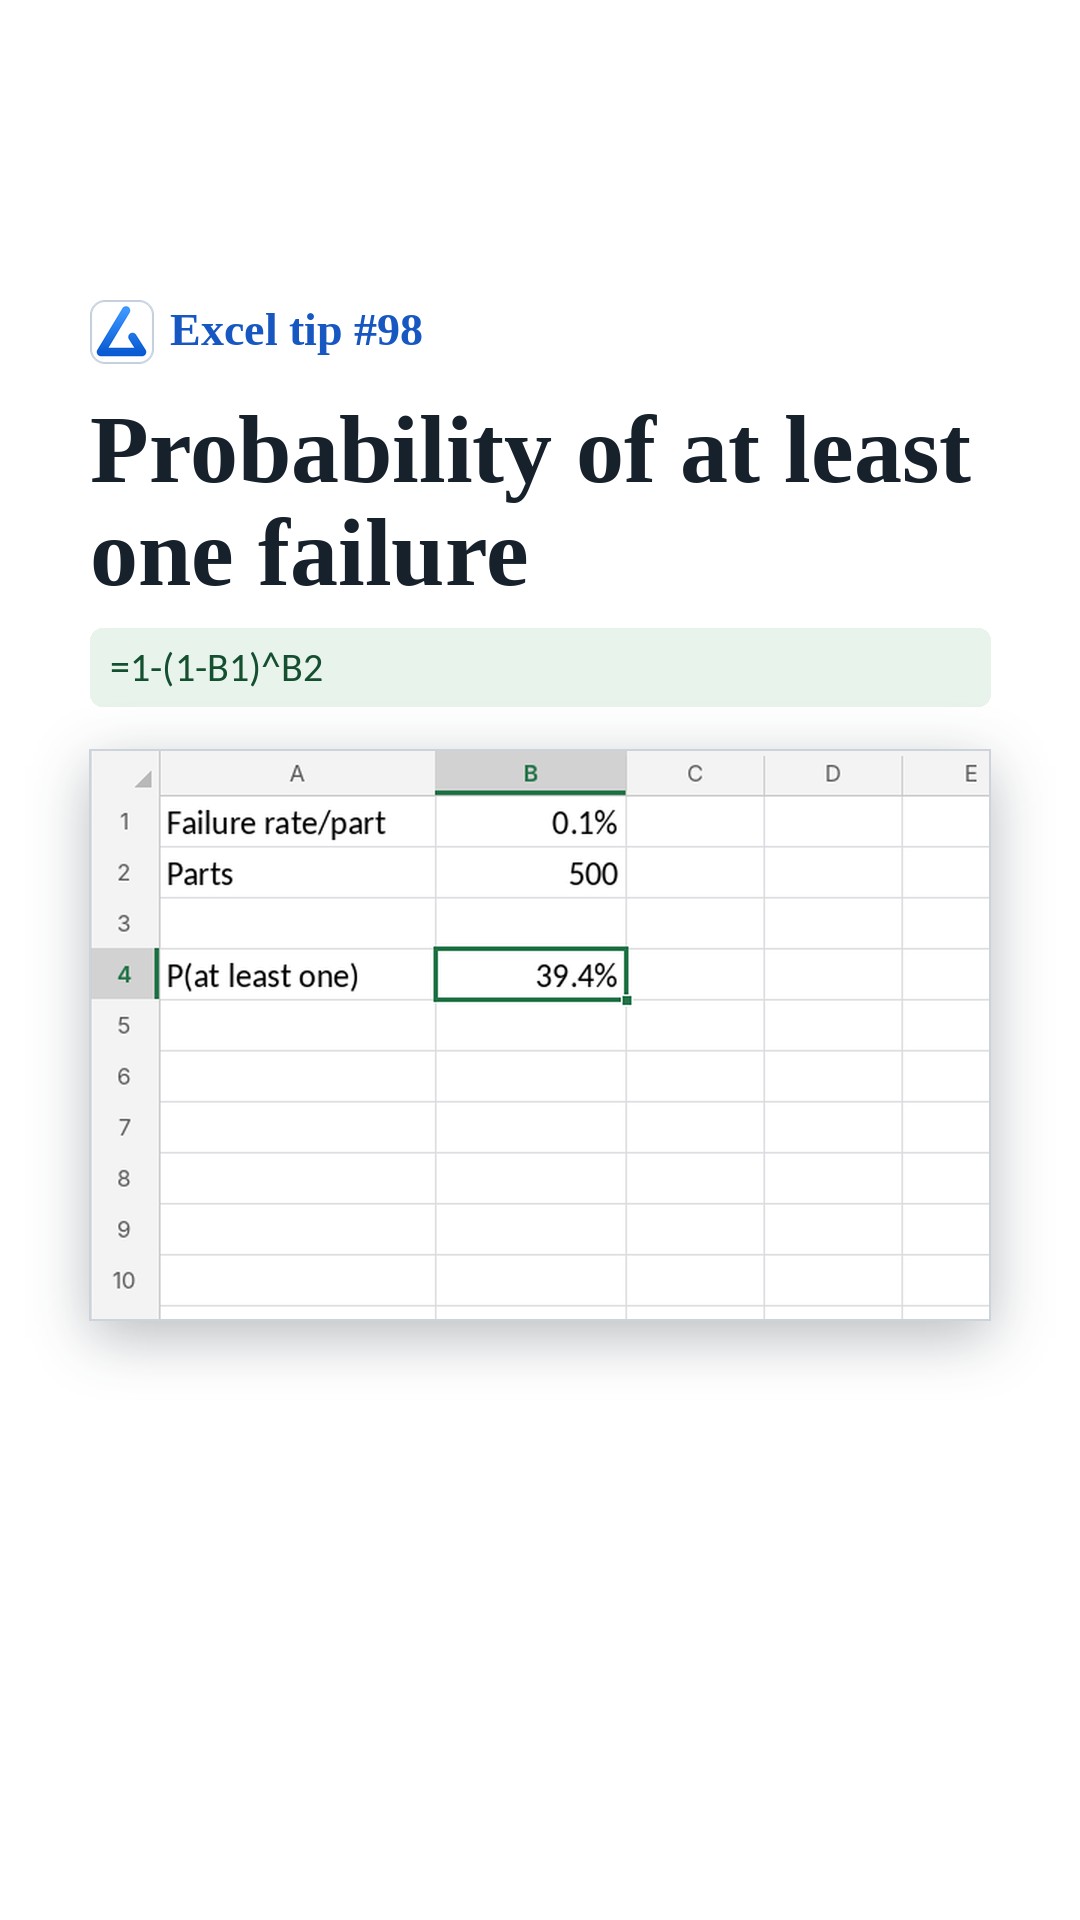 Excel tip #98
Probability of at least
one failure
=1-(1-B1)^B2
A B C D E
1 Failure rate/part 0.1%
2 Parts 500
3
4 P(at least one) 39.4%
5
6
7
8
9
10